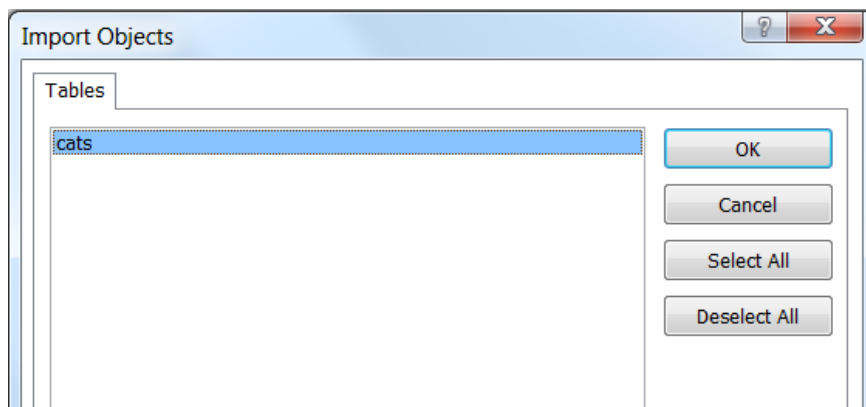 Import Objects
?
X
Tables
cats
OK
Cancel
Select All
Deselect All